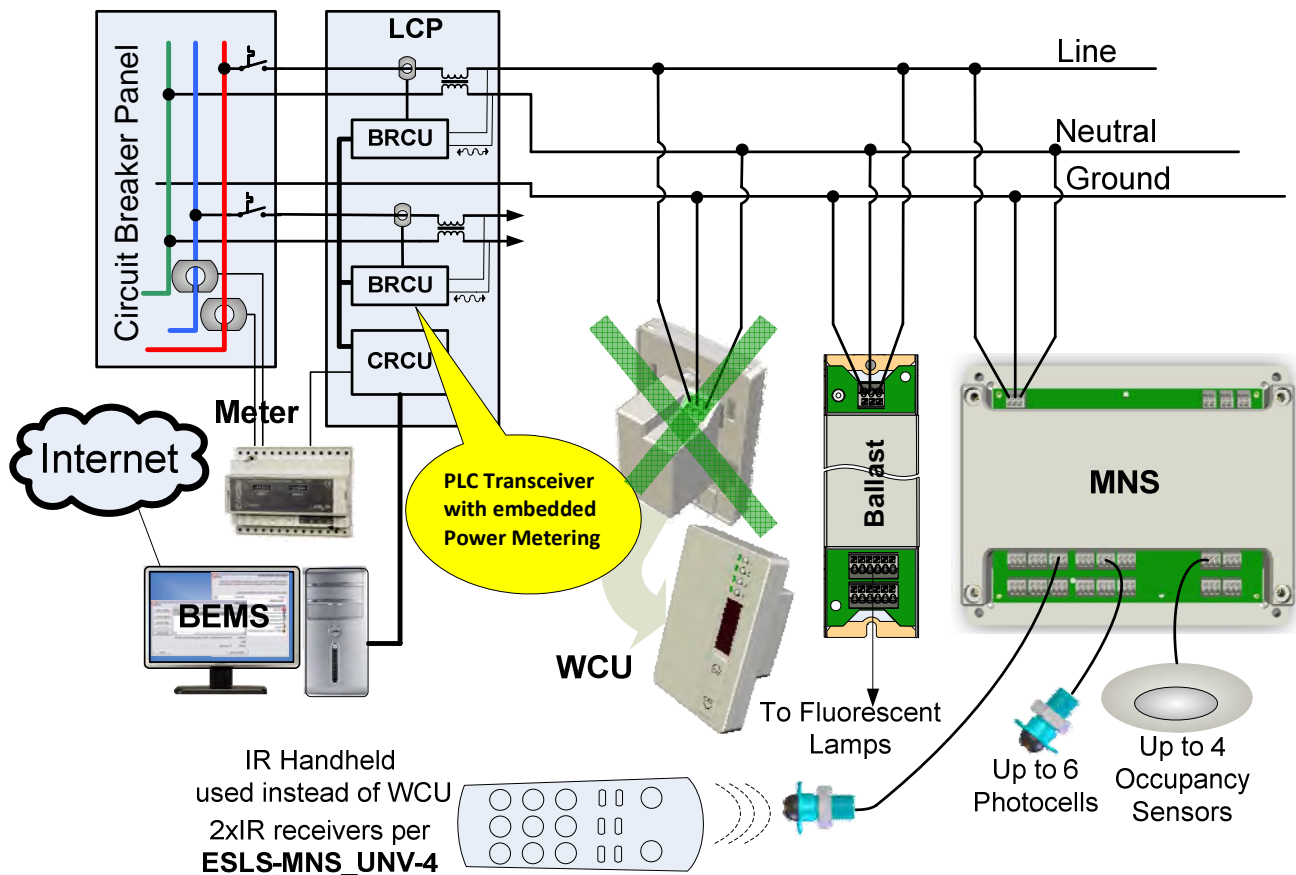 Circuit Breaker Panel
LCP
Line
Neutral
Ground
BRCU
BRCU
CRCU
Meter
Internet
PLC Transceiver
with embedded
Power Metering
BEMS
WCU
Ballast
MNS
To Fluorescent
Lamps
Up to 6
Photocells
Up to 4
Occupancy
Sensors
IR Handheld
used instead of WCU
2xIR receivers per
ESLS-MNS_UNV-4